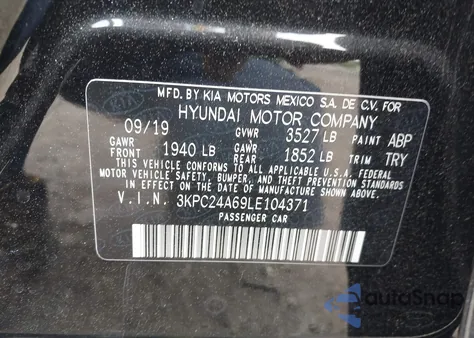 MFD. BY KIA MOTORS MEXICO S.A. DE C.V. FOR
HYUNDAI MOTOR COMPANY
09/19 GVWR 3527 LB PAINT ABP
GAWR FRONT 1940 LB GAWR REAR 1852 LB TRIM TRY
THIS VEHICLE CONFORMS TO ALL APPLICABLE U.S. FEDERAL
MOTOR VEHICLE SAFETY, BUMPER, AND THEFT PREVENTION STANDARDS
IN EFFECT ON THE DATE OF MANUFACTURE SHOWN ABOVE.
V.I.N. 3KPC24A69LE104371
PASSENGER CAR
autoSnap